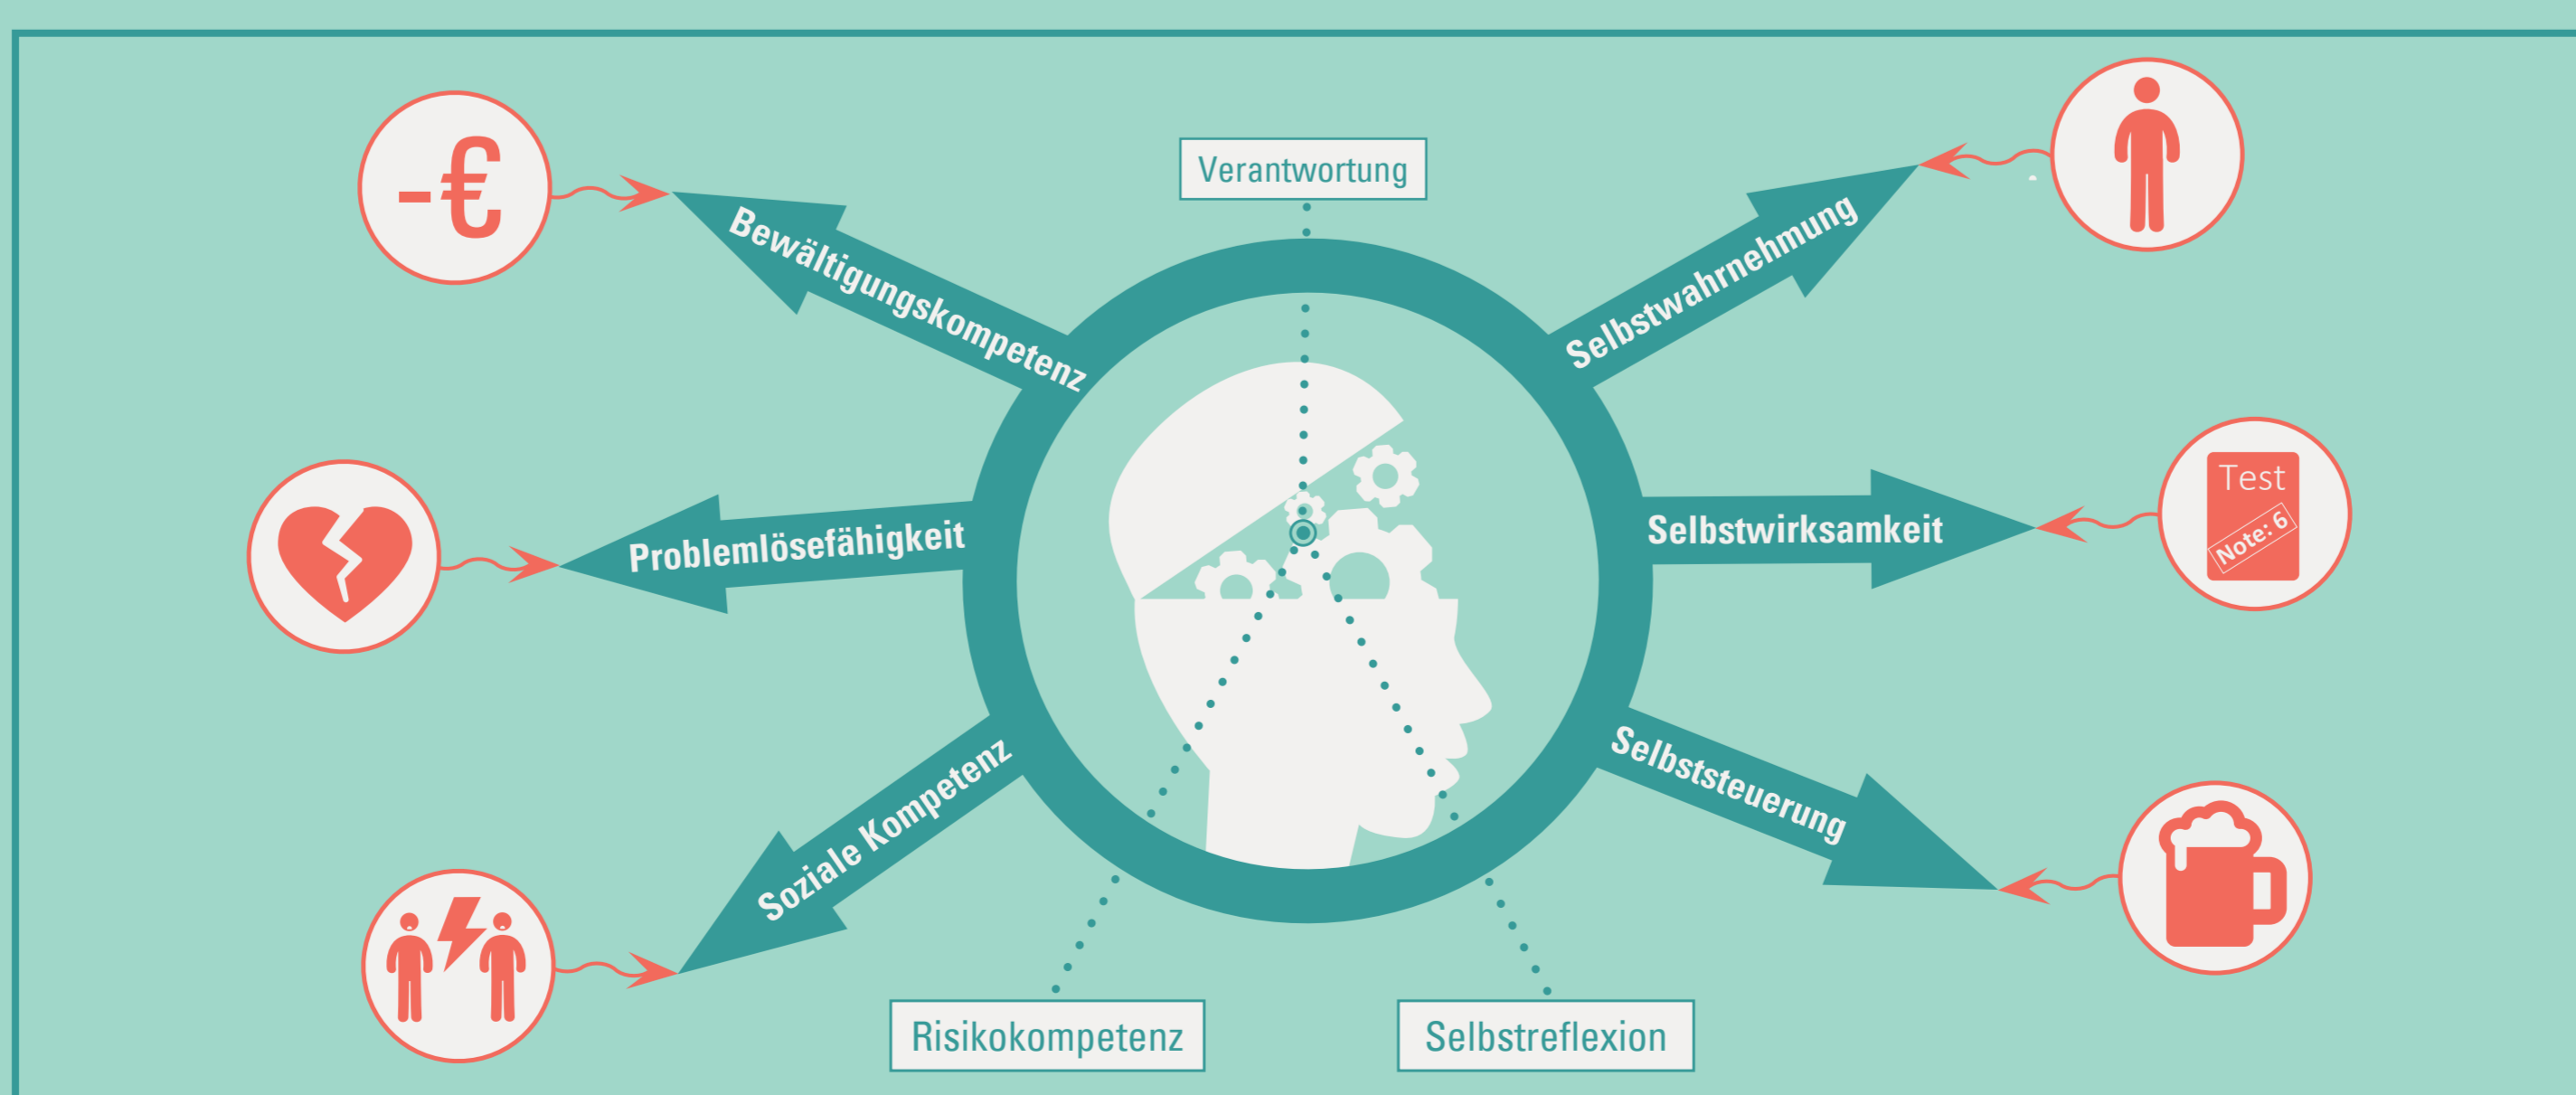 -€
Verantwortung
Bewältigungskompetenz
Selbstwahrnehmung
Problemlösefähigkeit
Selbstwirksamkeit
Test
Note: 6
Soziale Kompetenz
Selbststeuerung
Risikokompetenz
Selbstreflexion